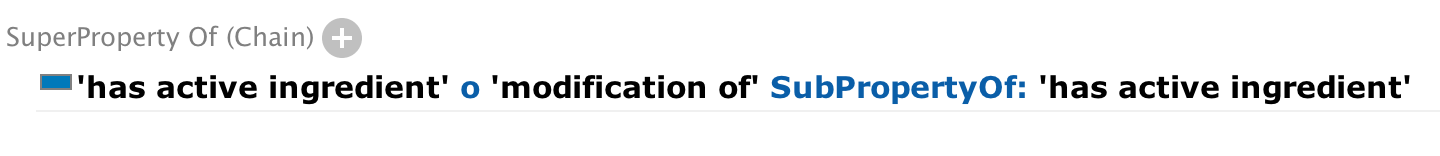 SuperProperty Of (Chain)
'has active ingredient' o 'modification of' SubPropertyOf: 'has active ingredient'